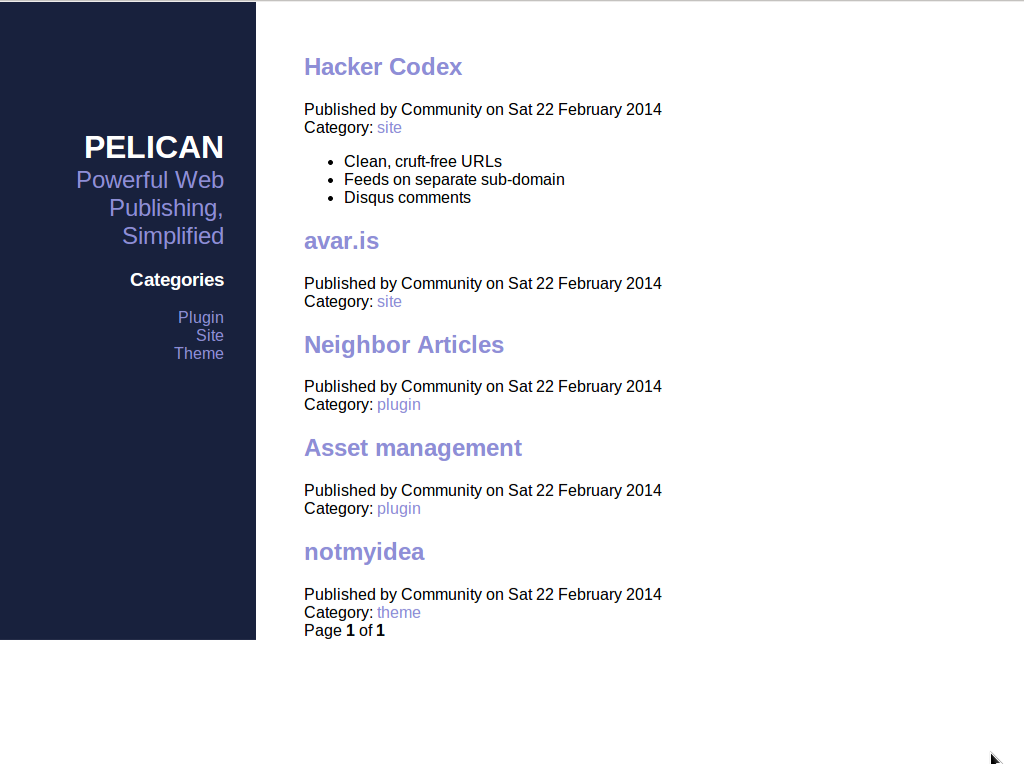 PELICAN
Powerful Web
Publishing,
Simplified
Categories
Plugin
Site
Theme
Hacker Codex
Published by Community on Sat 22 February 2014
Category: site
Clean, cruft-free URLs
Feeds on separate sub-domain
Disqus comments
avar.is
Published by Community on Sat 22 February 2014
Category: site
Neighbor Articles
Published by Community on Sat 22 February 2014
Category: plugin
Asset management
Published by Community on Sat 22 February 2014
Category: plugin
notmyidea
Published by Community on Sat 22 February 2014
Category: theme
Page 1 of 1